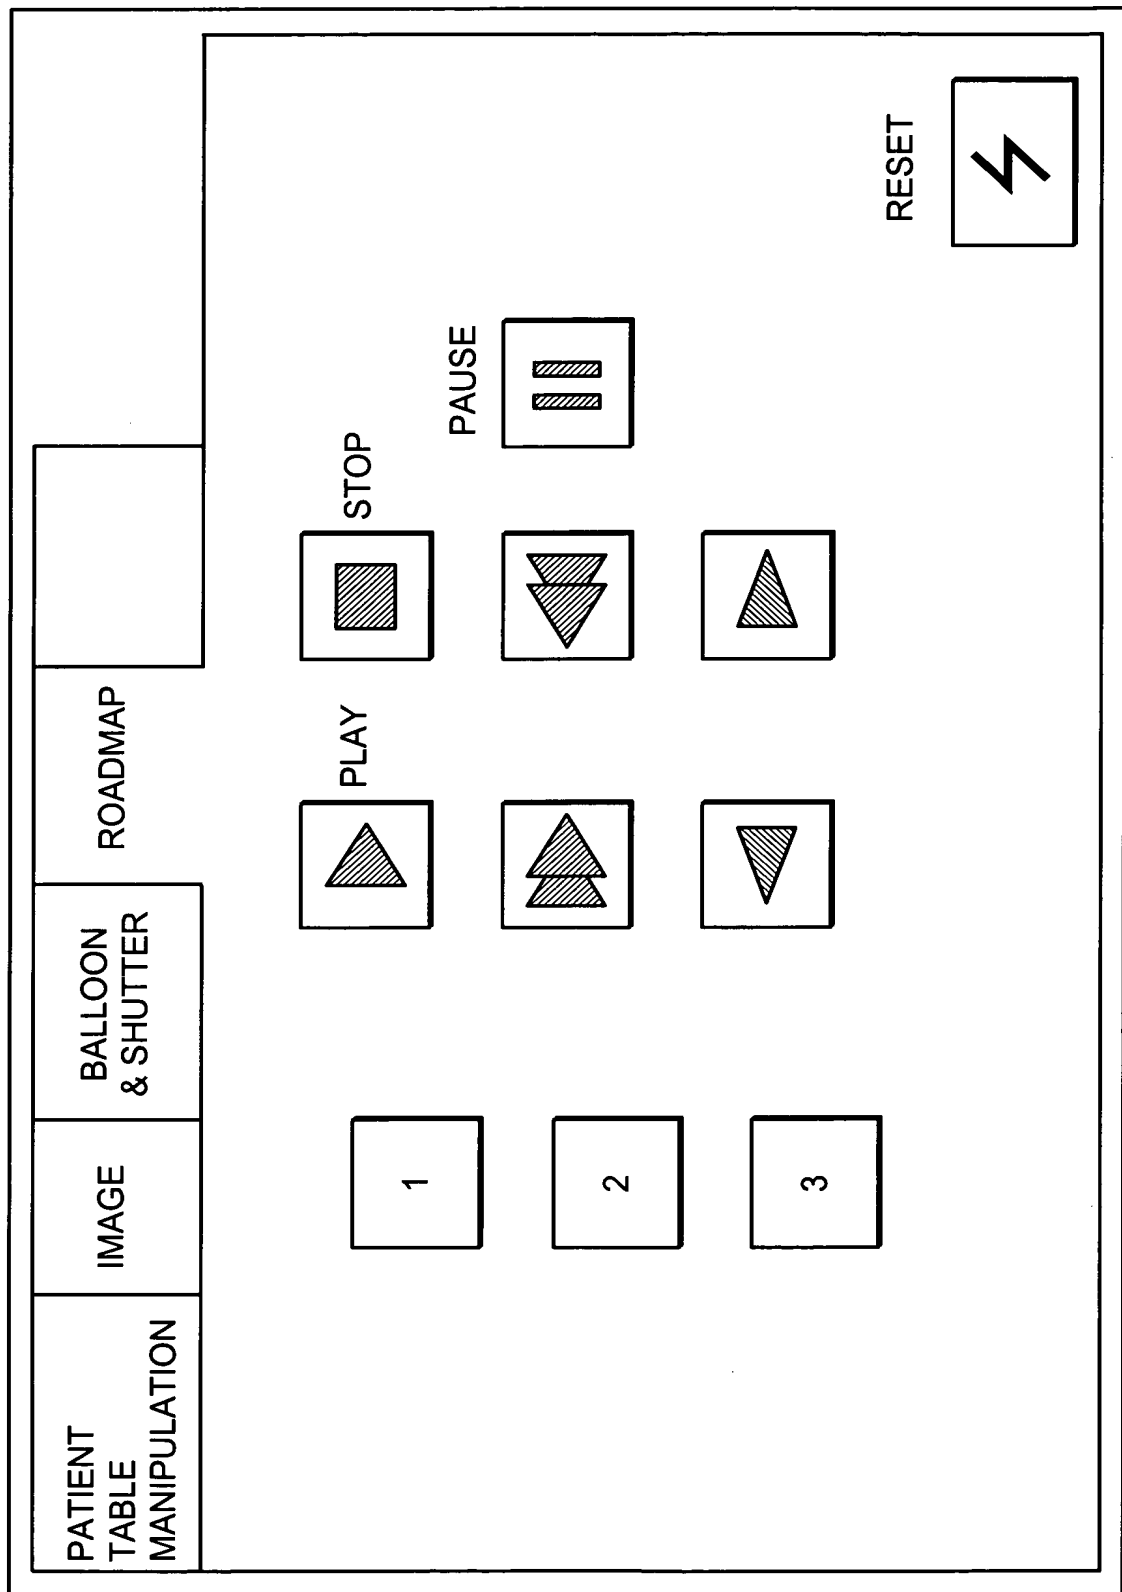 PATIENT
TABLE
MANIPULATION
IMAGE
BALLOON
& SHUTTER
ROADMAP
1
2
3
PLAY
STOP
PAUSE
RESET